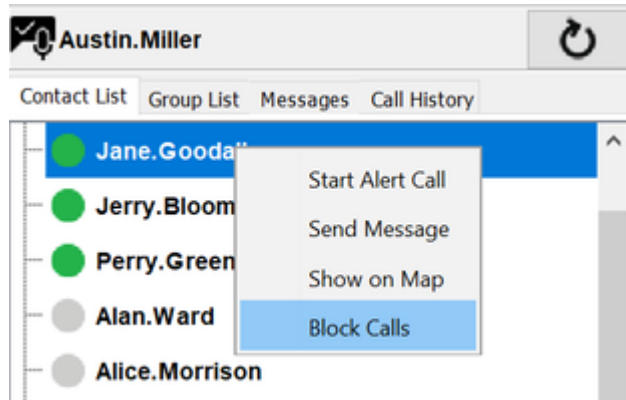 Austin.Miller
Contact List Group List Messages Call History
Jane.Goodall
Start Alert Call
Jerry.Bloom
Send Message
Perry.Green
Show on Map
Alan.Ward
Block Calls
Alice.Morrison